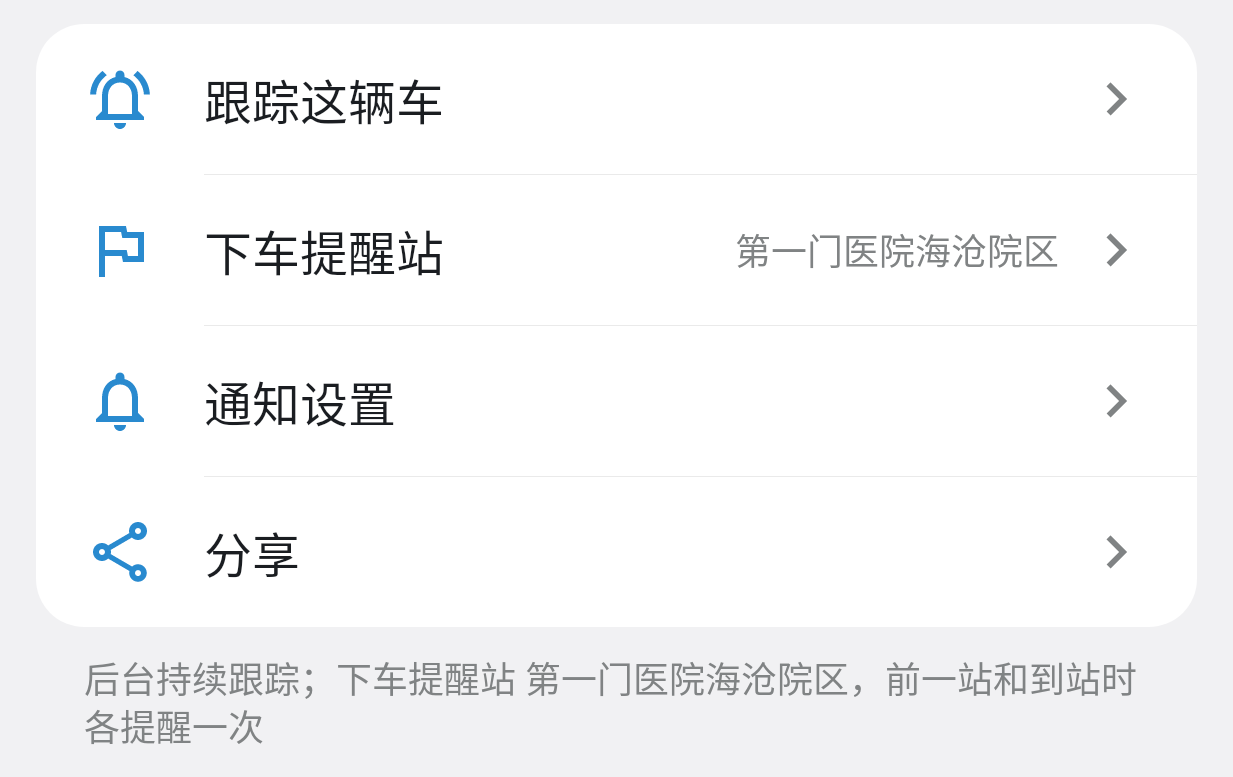 跟踪这辆车
下车提醒站 第一门医院海沧院区
通知设置
分享
后台持续跟踪；下车提醒站 第一门医院海沧院区，前一站和到站时
各提醒一次